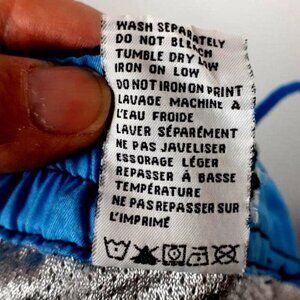 WASH SEPARATELY
DO NOT BLEACH
TUMBLE DRY LOW
IRON ON LOW
DO NOT IRON ON PRINT
LAVAGE MACHINE À
L'EAU FROIDE
LAVER SÉPARÉMENT
NE PAS JAVELISER
ESSORAGE LÉGER
REPASSER À BASSE
TEMPÉRATURE
NE PAS REPASSER SUR
L'IMPRIMÉ